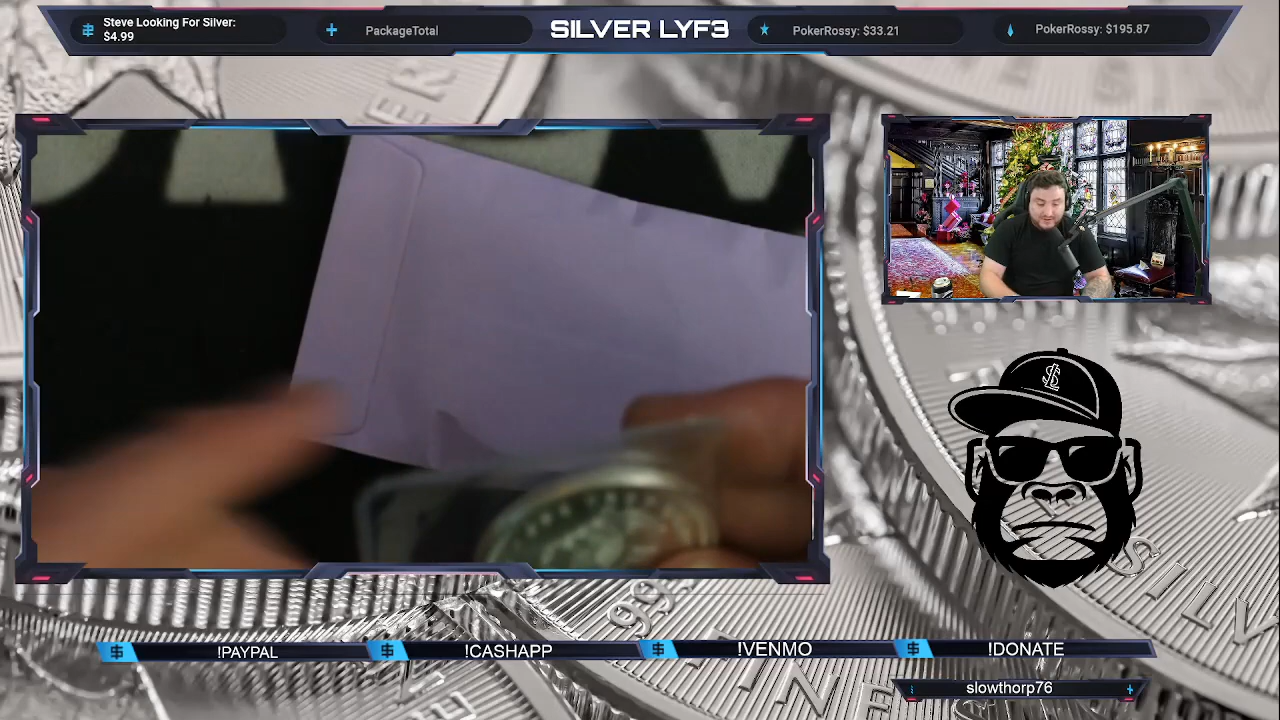 Steve Looking For Silver:
$4.99
PackageTotal
SILVER LYF3
PokerRossy: $33.21
PokerRossy: $195.87
!PAYPAL
!CASHAPP
!VENMO
!DONATE
slowthorp76